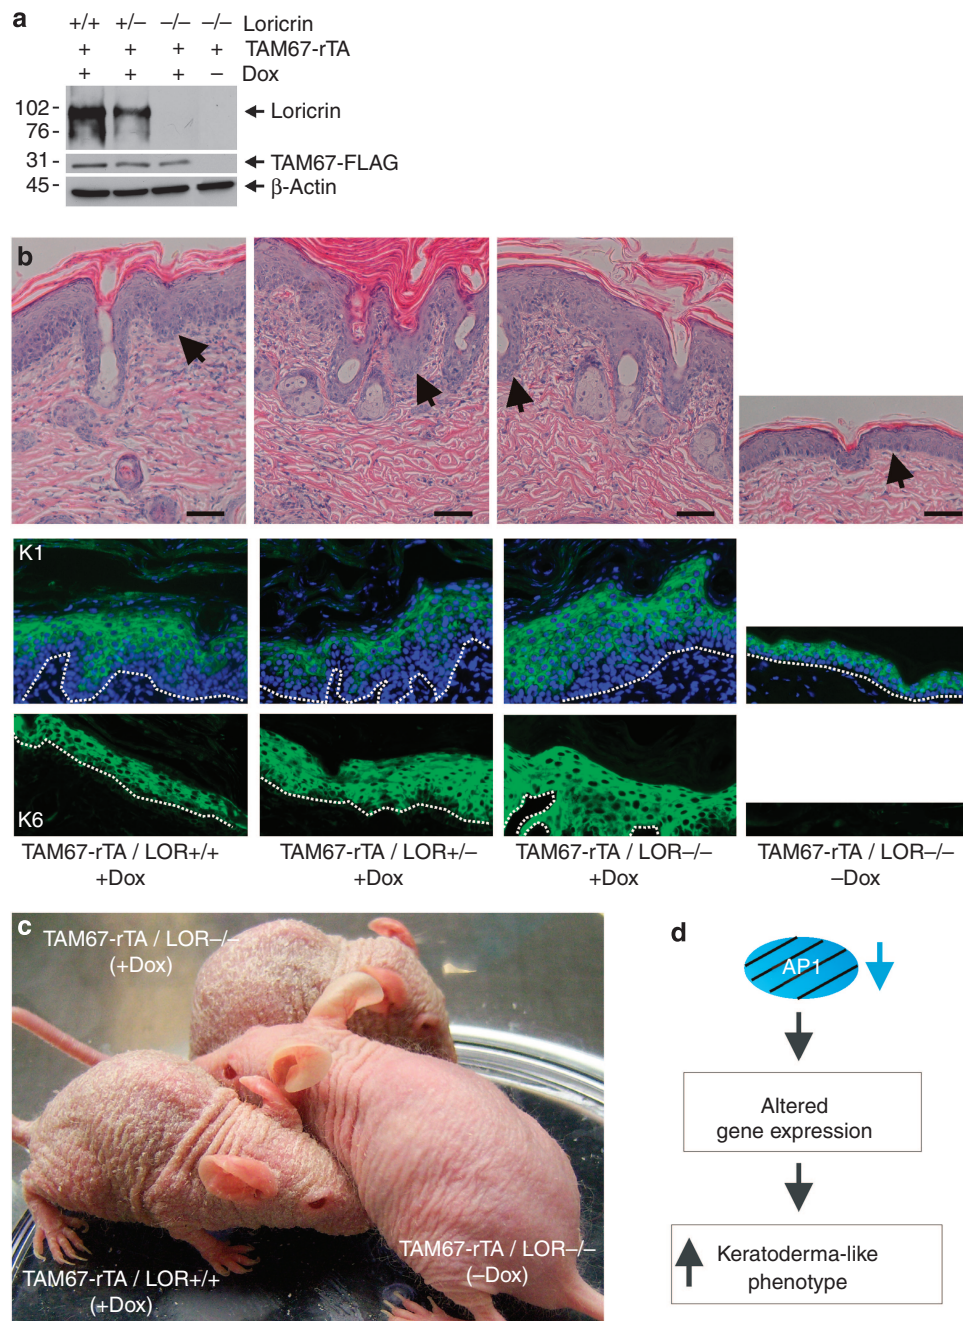 a
+/+ +/– –/– –/– Loricrin
+ + + + TAM67-rTA
+ + + – Dox
102 -
76 -
Loricrin
31 -
TAM67-FLAG
45 -
β-Actin
b
K1
K6
TAM67-rTA / LOR+/+
+Dox
TAM67-rTA / LOR+/–
+Dox
TAM67-rTA / LOR–/–
+Dox
TAM67-rTA / LOR–/–
–Dox
c
TAM67-rTA / LOR–/–
(+Dox)
TAM67-rTA / LOR–/–
(–Dox)
TAM67-rTA / LOR+/+
(+Dox)
d
AP1
Altered
gene expression
Keratoderma-like
phenotype